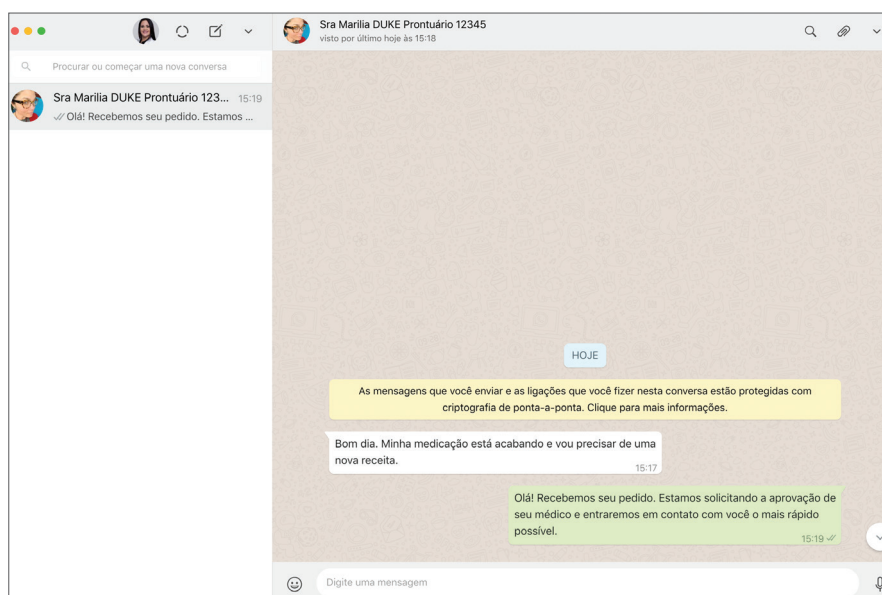 Sra Marilia DUKE Prontuário 12345
visto por último hoje às 15:18
Procurar ou começar uma nova conversa
Sra Marilia DUKE Prontuário 123... 15:19
Olá! Recebemos seu pedido. Estamos ...
HOJE
As mensagens que você enviar e as ligações que você fizer nesta conversa estão protegidas com
criptografia de ponta-a-ponta. Clique para mais informações.
Bom dia. Minha medicação está acabando e vou precisar de uma
nova receita.
15:17
Olá! Recebemos seu pedido. Estamos solicitando a aprovação de
seu médico e entraremos em contato com você o mais rápido
possível.
15:19
Digite uma mensagem